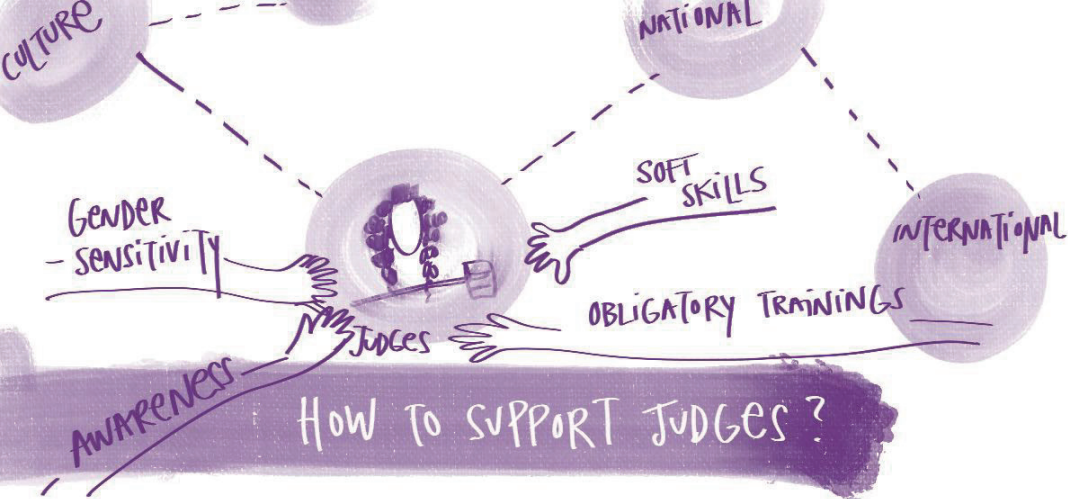 CULTURE
NATIONAL
SOFT
SKILLS
GENDER
- SENSITIVITY
INTERNATIONAL
OBLIGATORY TRAININGS
JUDGES
AWARENESS
HOW TO SUPPORT JUDGES?